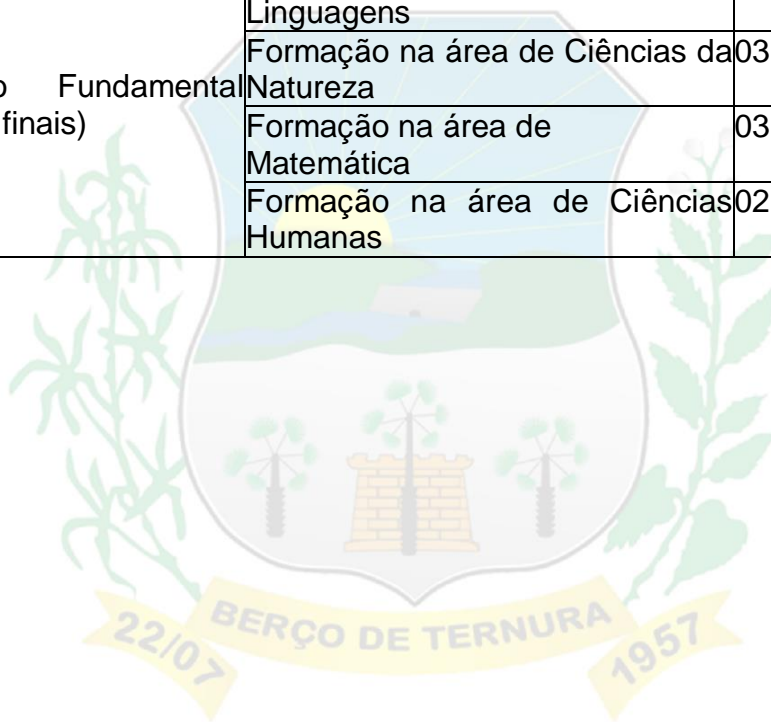 Linguagens
o Fundamental
finais)
Formação na área de Ciências da
Natureza
03
Formação na área de
Matemática
03
Formação na área de Ciências
Humanas
02
22/07 BERÇO DE TERNURA 1957